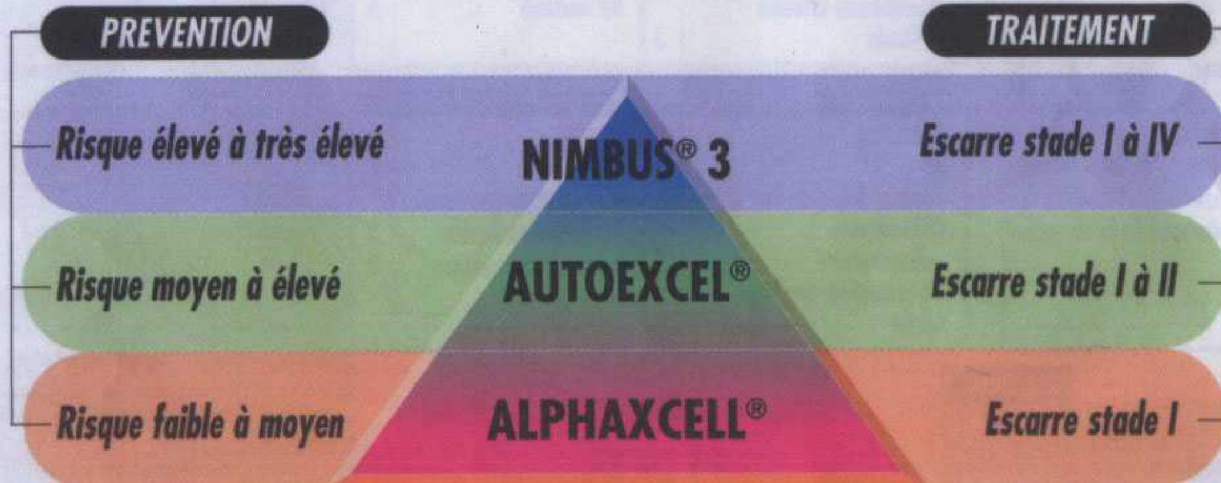 PREVENTION
TRAITEMENT
Risque élevé à très élevé
NIMBUS® 3
Escarre stade I à IV
Risque moyen à élevé
AUTOEXCEL®
Escarre stade I à II
Risque faible à moyen
ALPHAXCELL®
Escarre stade I